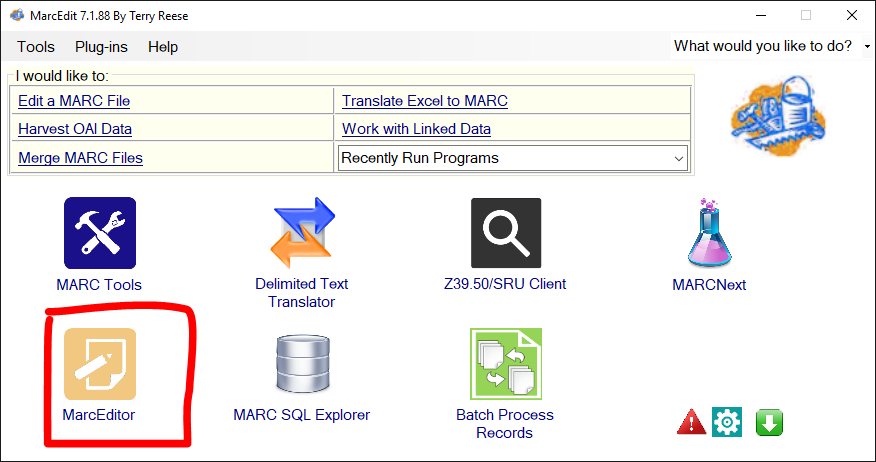 MarcEdit 7.1.88 By Terry Reese
Tools Plug-ins Help What would you like to do?
I would like to:
Edit a MARC File Translate Excel to MARC
Harvest OAI Data Work with Linked Data
Merge MARC Files Recently Run Programs
MARC Tools
Delimited Text
Translator
Z39.50/SRU Client
MARCNext
MarcEditor
MARC SQL Explorer
Batch Process
Records